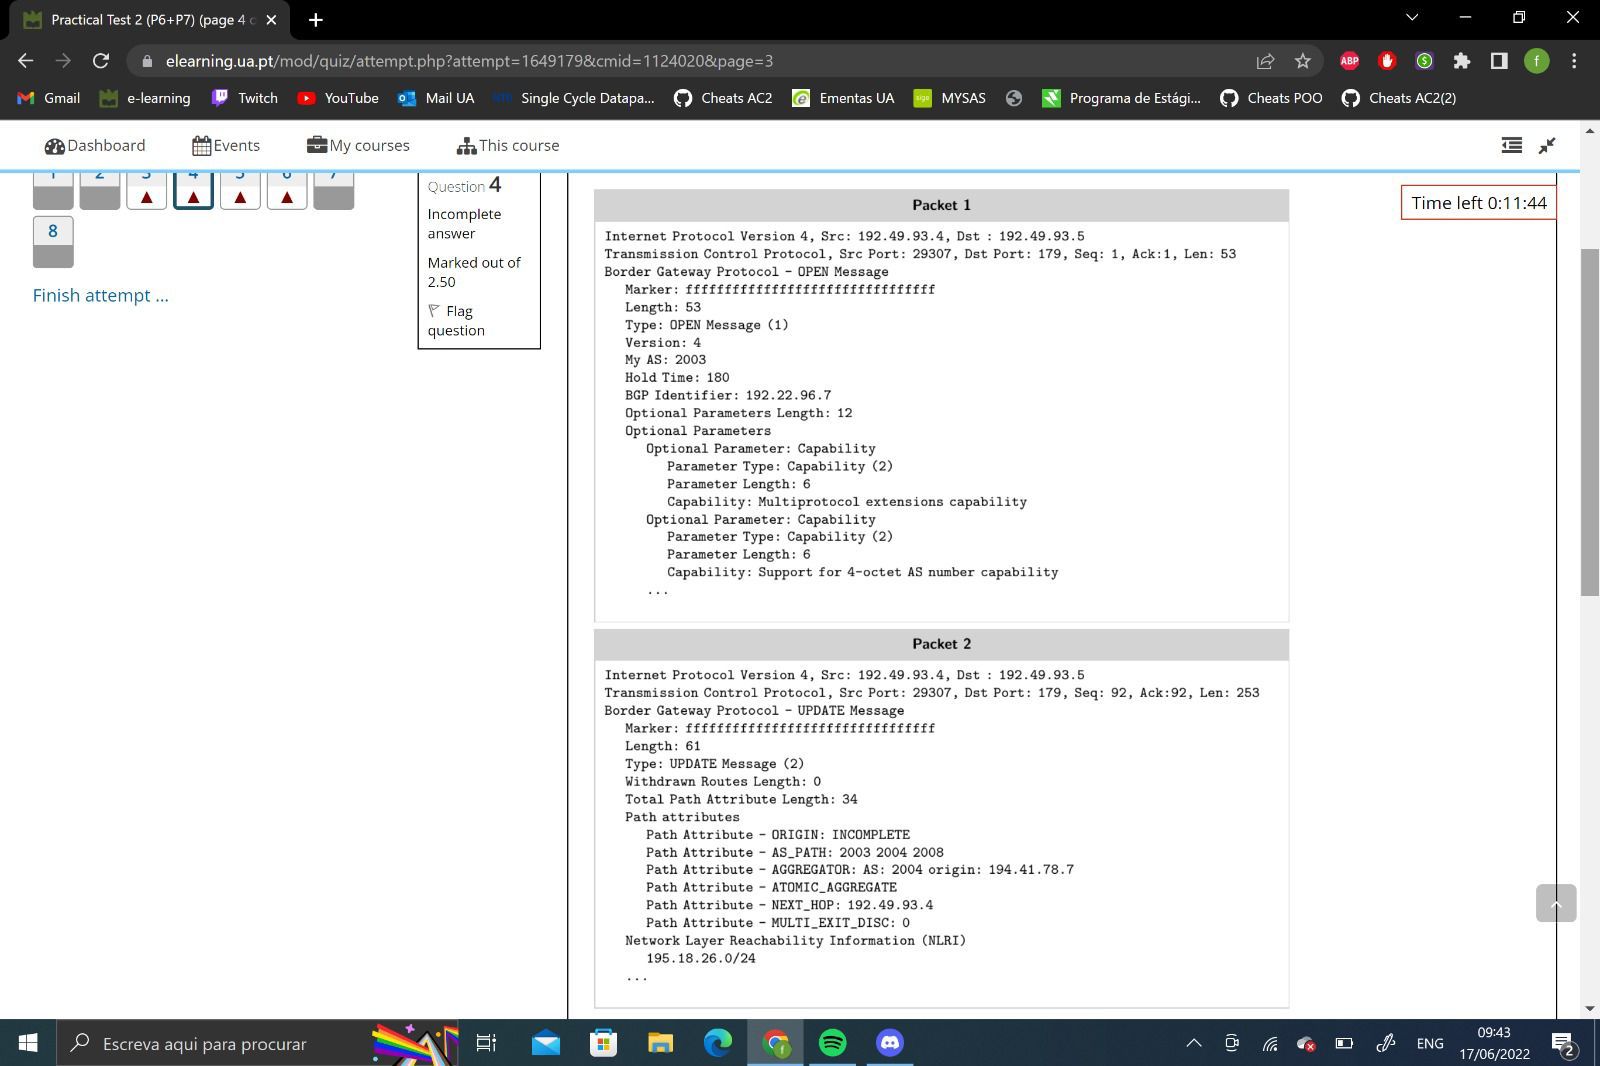 Practical Test 2 (P6+P7) (page 4 o
elearning.ua.pt/mod/quiz/attempt.php?attempt=1649179&cmid=1124020&page=3
ABP
f
Gmail
e-learning
Twitch
YouTube
Mail UA
Single Cycle Datapa...
Cheats AC2
Ementas UA
MYSAS
Programa de Estági...
Cheats POO
Cheats AC2(2)
Dashboard
Events
My courses
This course
1 2 3 4 5 6 7
8
Finish attempt ...
Question 4
Incomplete
answer
Marked out of
2.50
Flag
question
Time left 0:11:44
Packet 1
Internet Protocol Version 4, Src: 192.49.93.4, Dst : 192.49.93.5
Transmission Control Protocol, Src Port: 29307, Dst Port: 179, Seq: 1, Ack:1, Len: 53
Border Gateway Protocol - OPEN Message
Marker: ffffffffffffffffffffffffffffffff
Length: 53
Type: OPEN Message (1)
Version: 4
My AS: 2003
Hold Time: 180
BGP Identifier: 192.22.96.7
Optional Parameters Length: 12
Optional Parameters
Optional Parameter: Capability
Parameter Type: Capability (2)
Parameter Length: 6
Capability: Multiprotocol extensions capability
Optional Parameter: Capability
Parameter Type: Capability (2)
Parameter Length: 6
Capability: Support for 4-octet AS number capability
...
Packet 2
Internet Protocol Version 4, Src: 192.49.93.4, Dst : 192.49.93.5
Transmission Control Protocol, Src Port: 29307, Dst Port: 179, Seq: 92, Ack:92, Len: 253
Border Gateway Protocol - UPDATE Message
Marker: ffffffffffffffffffffffffffffffff
Length: 61
Type: UPDATE Message (2)
Withdrawn Routes Length: 0
Total Path Attribute Length: 34
Path attributes
Path Attribute - ORIGIN: INCOMPLETE
Path Attribute - AS_PATH: 2003 2004 2008
Path Attribute - AGGREGATOR: AS: 2004 origin: 194.41.78.7
Path Attribute - ATOMIC_AGGREGATE
Path Attribute - NEXT_HOP: 192.49.93.4
Path Attribute - MULTI_EXIT_DISC: 0
Network Layer Reachability Information (NLRI)
195.18.26.0/24
...
Escreva aqui para procurar
ENG
09:43
17/06/2022
2